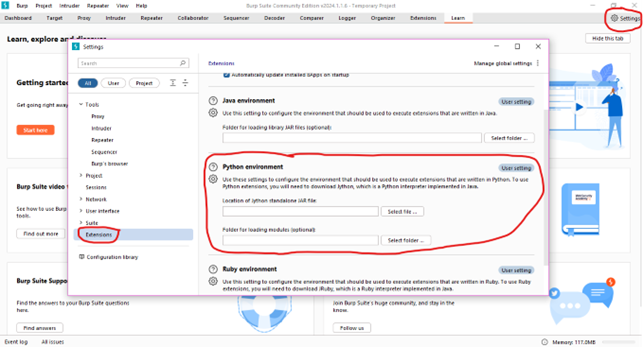 Burp Project Intruder Repeater View Help
Burp Suite Community Edition v2024.1.1.6 - Temporary Project
Dashboard Target Proxy Intruder Repeater Collaborator Sequencer Decoder Comparer Logger Organizer Extensions Learn
Settings
Learn, explore and
Hide this tab
Settings
Search
Extensions
Manage global settings
All User Project
Automatically update installed BApps on startup
Getting started
Get going right away
Start here
Tools
Proxy
Intruder
Repeater
Sequencer
Burp's browser
Project
Sessions
Network
User interface
Suite
Extensions
Configuration library
Java environment
User setting
Use this setting to configure the environment that should be used to execute extensions that are written in Java.
Folder for loading library JAR files (optional):
Select folder ...
Python environment
User setting
Use these settings to configure the environment that should be used to execute extensions that are written in Python. To use
Python extensions, you will need to download Jython, which is a Python interpreter implemented in Java.
Location of Jython standalone JAR file:
Select file ...
Folder for loading modules (optional):
Select folder ...
Ruby environment
User setting
Use these settings to configure the environment that should be used to execute extensions that are written in Ruby. To use Ruby
extensions, you will need to download JRuby, which is a Ruby interpreter implemented in Java.
Burp Suite video
See how to use Burp
tools.
Find out more
Burp Suite Suppo
Find the answers to your Burp Suite questions
here.
Find answers
Join Burp Suite's huge community, and stay in the
know.
Follow us
Event log All issues
Memory: 117.0MB